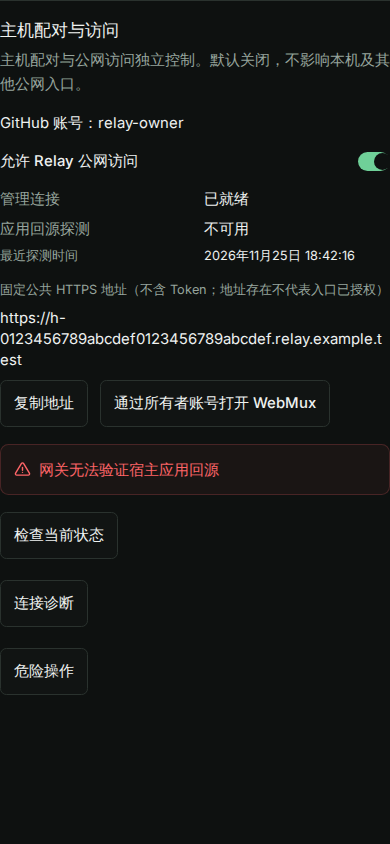 主机配对与访问
主机配对与公网访问独立控制。默认关闭，不影响本机及其
他公网入口。
GitHub 账号：relay-owner
允许 Relay 公网访问
管理连接 已就绪
应用回源探测 不可用
最近探测时间 2026年11月25日 18:42:16
固定公共 HTTPS 地址（不含 Token；地址存在不代表入口已授权）
https://h-
0123456789abcdef0123456789abcdef.relay.example.t
est
复制地址 通过所有者账号打开 WebMux
网关无法验证宿主应用回源
检查当前状态
连接诊断
危险操作